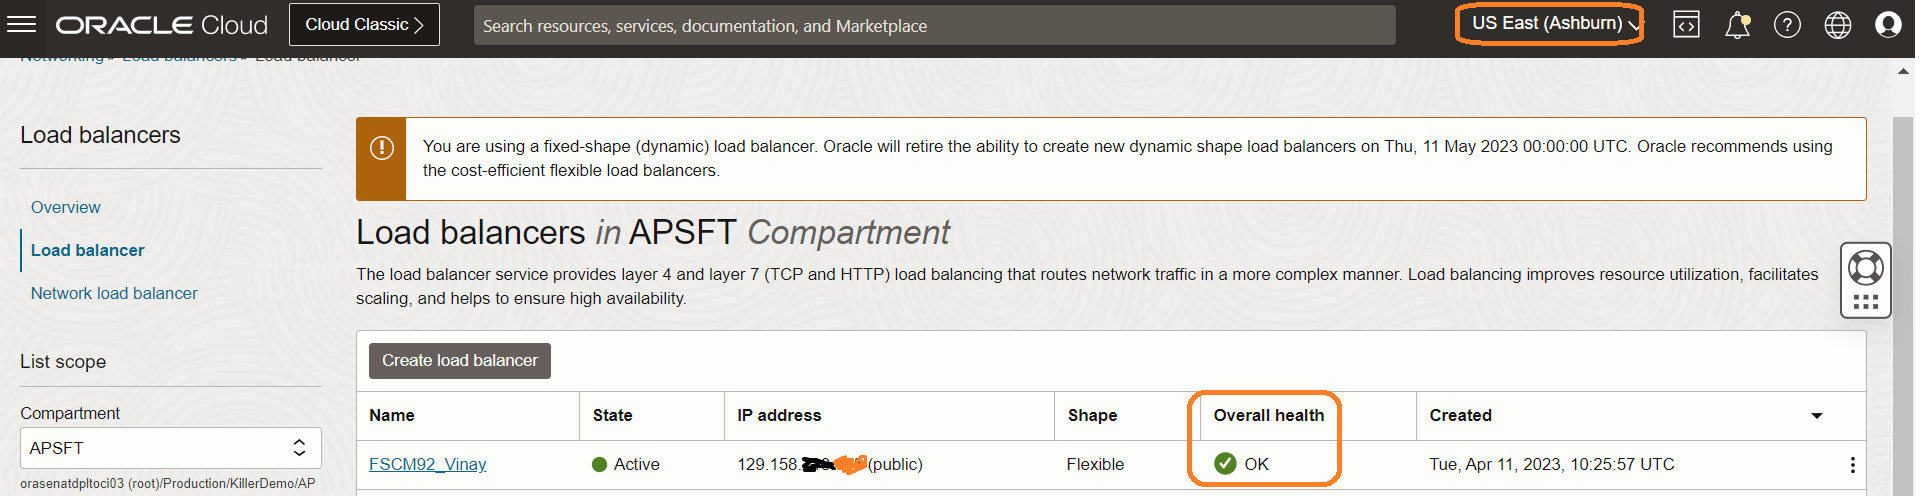 ORACLE Cloud
Cloud Classic
Search resources, services, documentation, and Marketplace
US East (Ashburn)
Networking » Load balancers » Load balancer
Load balancers
Overview
Load balancer
Network load balancer
List scope
Compartment
APSFT
orasenatdpltoci03 (root)/Production/KillerDemo/AP
You are using a fixed-shape (dynamic) load balancer. Oracle will retire the ability to create new dynamic shape load balancers on Thu, 11 May 2023 00:00:00 UTC. Oracle recommends using
the cost-efficient flexible load balancers.
Load balancers in APSFT Compartment
The load balancer service provides layer 4 and layer 7 (TCP and HTTP) load balancing that routes network traffic in a more complex manner. Load balancing improves resource utilization, facilitates
scaling, and helps to ensure high availability.
Create load balancer
Name State IP address Shape Overall health Created
FSCM92_Vinay Active 129.158. (public) Flexible OK Tue, Apr 11, 2023, 10:25:57 UTC